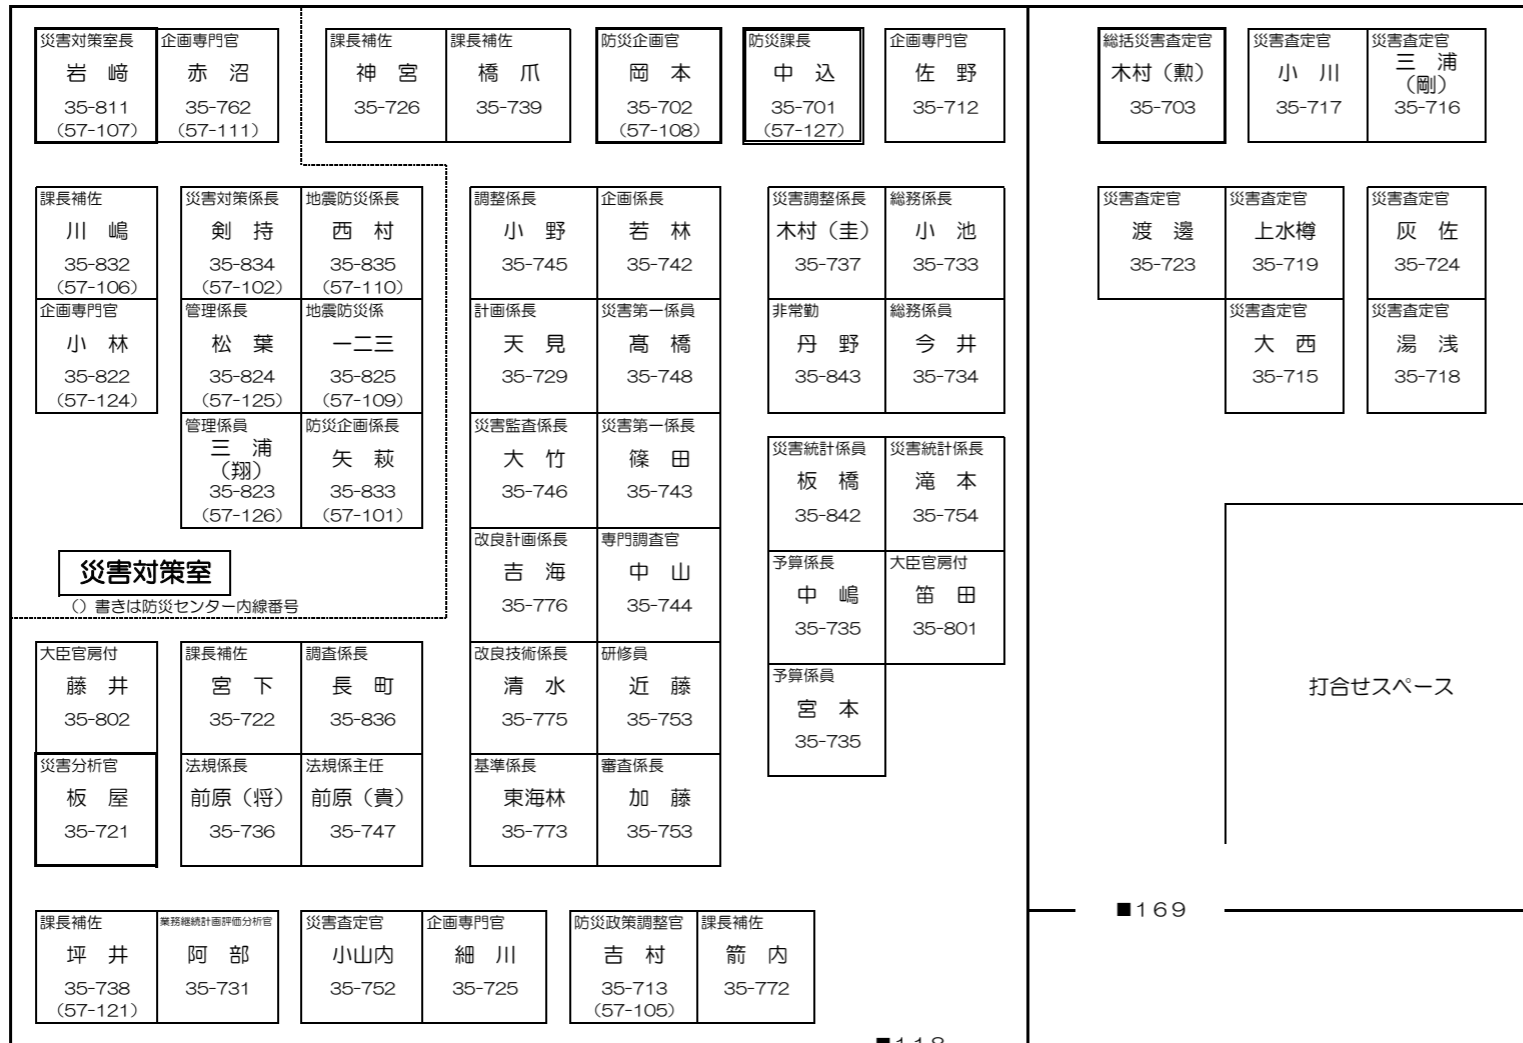 災害対策室長
岩　﨑
35-811
(57-107)
企画専門官
赤　沼
35-762
(57-111)
課長補佐
神　宮
35-726
課長補佐
橋　爪
35-739
防災企画官
岡　本
35-702
(57-108)
防災課長
中　込
35-701
(57-127)
企画専門官
佐　野
35-712
総括災害査定官
木村（勲）
35-703
災害査定官
小　川
35-717
災害査定官
三　浦
（剛）
35-716
課長補佐
川　嶋
35-832
(57-106)
災害対策係長
剣　持
35-834
(57-102)
地震防災係長
西　村
35-835
(57-110)
調整係長
小　野
35-745
企画係長
若　林
35-742
災害調整係長
木村（圭）
35-737
総務係長
小　池
35-733
災害査定官
渡　邊
35-723
災害査定官
上水樽
35-719
災害査定官
灰　佐
35-724
企画専門官
小　林
35-822
(57-124)
管理係長
松　葉
35-824
(57-125)
地震防災係
一二三
35-825
(57-109)
計画係長
天　見
35-729
災害第一係員
髙　橋
35-748
非常勤
丹　野
35-843
総務係員
今　井
35-734
災害査定官
大　西
35-715
災害査定官
湯　浅
35-718
管理係員
三　浦
（翔）
35-823
(57-126)
防災企画係長
矢　萩
35-833
(57-101)
災害監査係長
大　竹
35-746
災害第一係長
篠　田
35-743
災害統計係員
板　橋
35-842
災害統計係長
滝　本
35-754
災害対策室
（）書きは防災センター内線番号
改良計画係長
吉　海
35-776
専門調査官
中　山
35-744
予算係長
中　嶋
35-735
大臣官房付
笛　田
35-801
大臣官房付
藤　井
35-802
課長補佐
宮　下
35-722
調査係長
長　町
35-836
改良技術係長
清　水
35-775
研修員
近　藤
35-753
予算係員
宮　本
35-735
打合せスペース
災害分析官
板　屋
35-721
法規係長
前原（将）
35-736
法規係主任
前原（貴）
35-747
基準係長
東海林
35-773
審査係長
加　藤
35-753
課長補佐
坪　井
35-738
(57-121)
業務継続計画評価分析官
阿　部
35-731
災害査定官
小山内
35-752
企画専門官
細　川
35-725
防災政策調整官
吉　村
35-713
(57-105)
課長補佐
箭　内
35-772
■169
■118